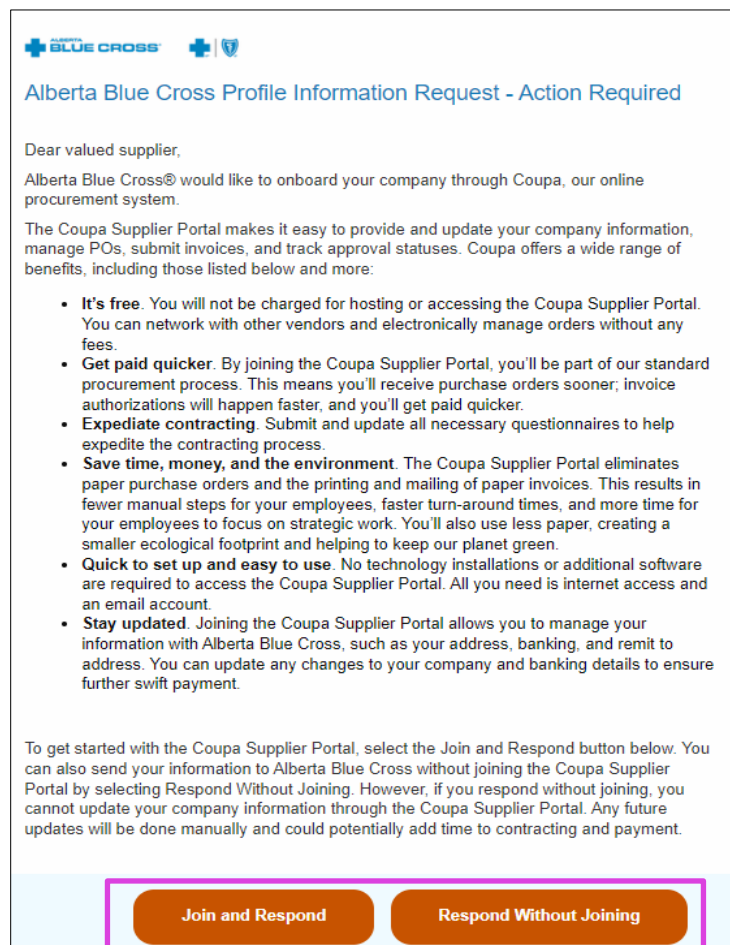 ALBERTA
BLUE CROSS®
Alberta Blue Cross Profile Information Request - Action Required
Dear valued supplier,
Alberta Blue Cross® would like to onboard your company through Coupa, our online
procurement system.
The Coupa Supplier Portal makes it easy to provide and update your company information,
manage POs, submit invoices, and track approval statuses. Coupa offers a wide range of
benefits, including those listed below and more:
• It’s free. You will not be charged for hosting or accessing the Coupa Supplier Portal.
You can network with other vendors and electronically manage orders without any
fees.
• Get paid quicker. By joining the Coupa Supplier Portal, you’ll be part of our standard
procurement process. This means you’ll receive purchase orders sooner; invoice
authorizations will happen faster, and you’ll get paid quicker.
• Expediate contracting. Submit and update all necessary questionnaires to help
expedite the contracting process.
• Save time, money, and the environment. The Coupa Supplier Portal eliminates
paper purchase orders and the printing and mailing of paper invoices. This results in
fewer manual steps for your employees, faster turn-around times, and more time for
your employees to focus on strategic work. You’ll also use less paper, creating a
smaller ecological footprint and helping to keep our planet green.
• Quick to set up and easy to use. No technology installations or additional software
are required to access the Coupa Supplier Portal. All you need is internet access and
an email account.
• Stay updated. Joining the Coupa Supplier Portal allows you to manage your
information with Alberta Blue Cross, such as your address, banking, and remit to
address. You can update any changes to your company and banking details to ensure
further swift payment.
To get started with the Coupa Supplier Portal, select the Join and Respond button below. You
can also send your information to Alberta Blue Cross without joining the Coupa Supplier
Portal by selecting Respond Without Joining. However, if you respond without joining, you
cannot update your company information through the Coupa Supplier Portal. Any future
updates will be done manually and could potentially add time to contracting and payment.
Join and Respond
Respond Without Joining